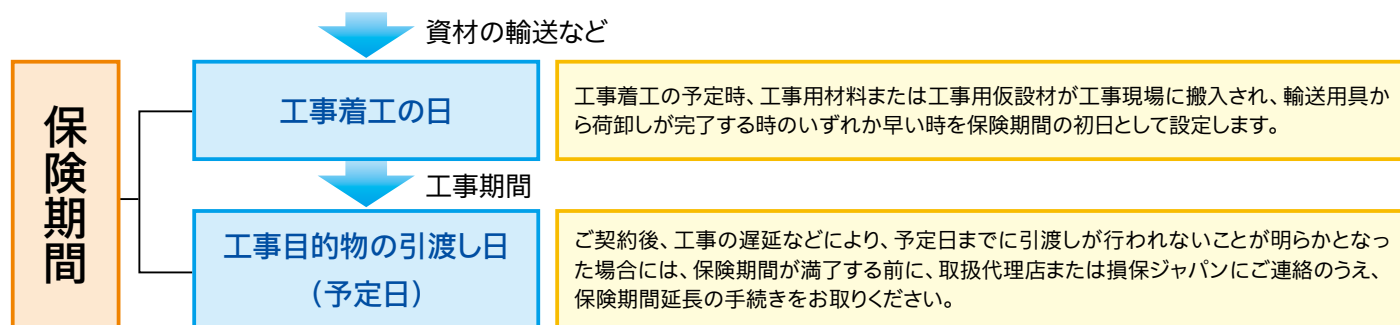 資材の輸送など
保険期間
工事着工の日
工事着工の予定時、工事用材料または工事用仮設材が工事現場に搬入され、輸送用具か
ら荷卸しが完了する時のいずれか早い時を保険期間の初日として設定します。
工事期間
工事目的物の引渡し日
（予定日）
ご契約後、工事の遅延などにより、予定日までに引渡しが行われないことが明らかとなっ
た場合には、保険期間が満了する前に、取扱代理店または損保ジャパンにご連絡のうえ、
保険期間延長の手続きをお取りください。